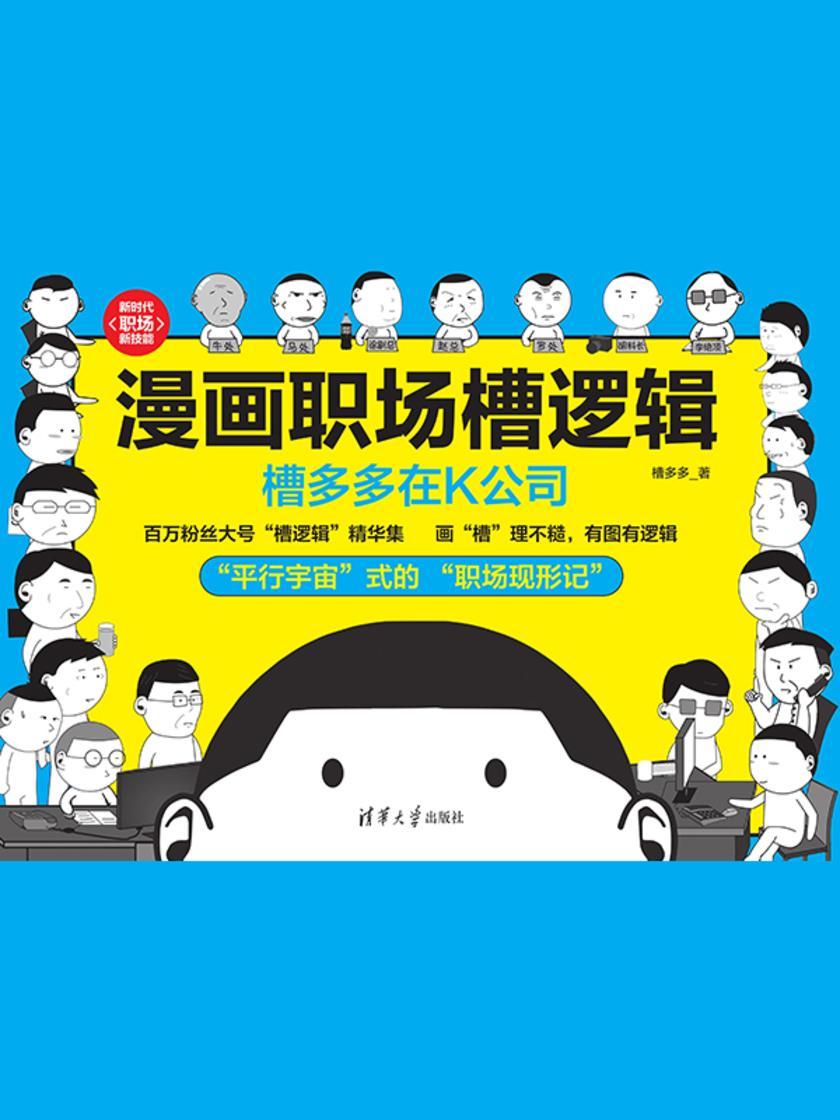 新时代
<职场>
新技能
牛处
马处
徐副总
赵总
罗处
胡科长
李绝顶
漫画职场槽逻辑
槽多多在K公司
槽多多_著
百万粉丝大号“槽逻辑”精华集 画“槽”理不糙，有图有逻辑
“平行宇宙”式的 “职场现形记”
清华大学出版社